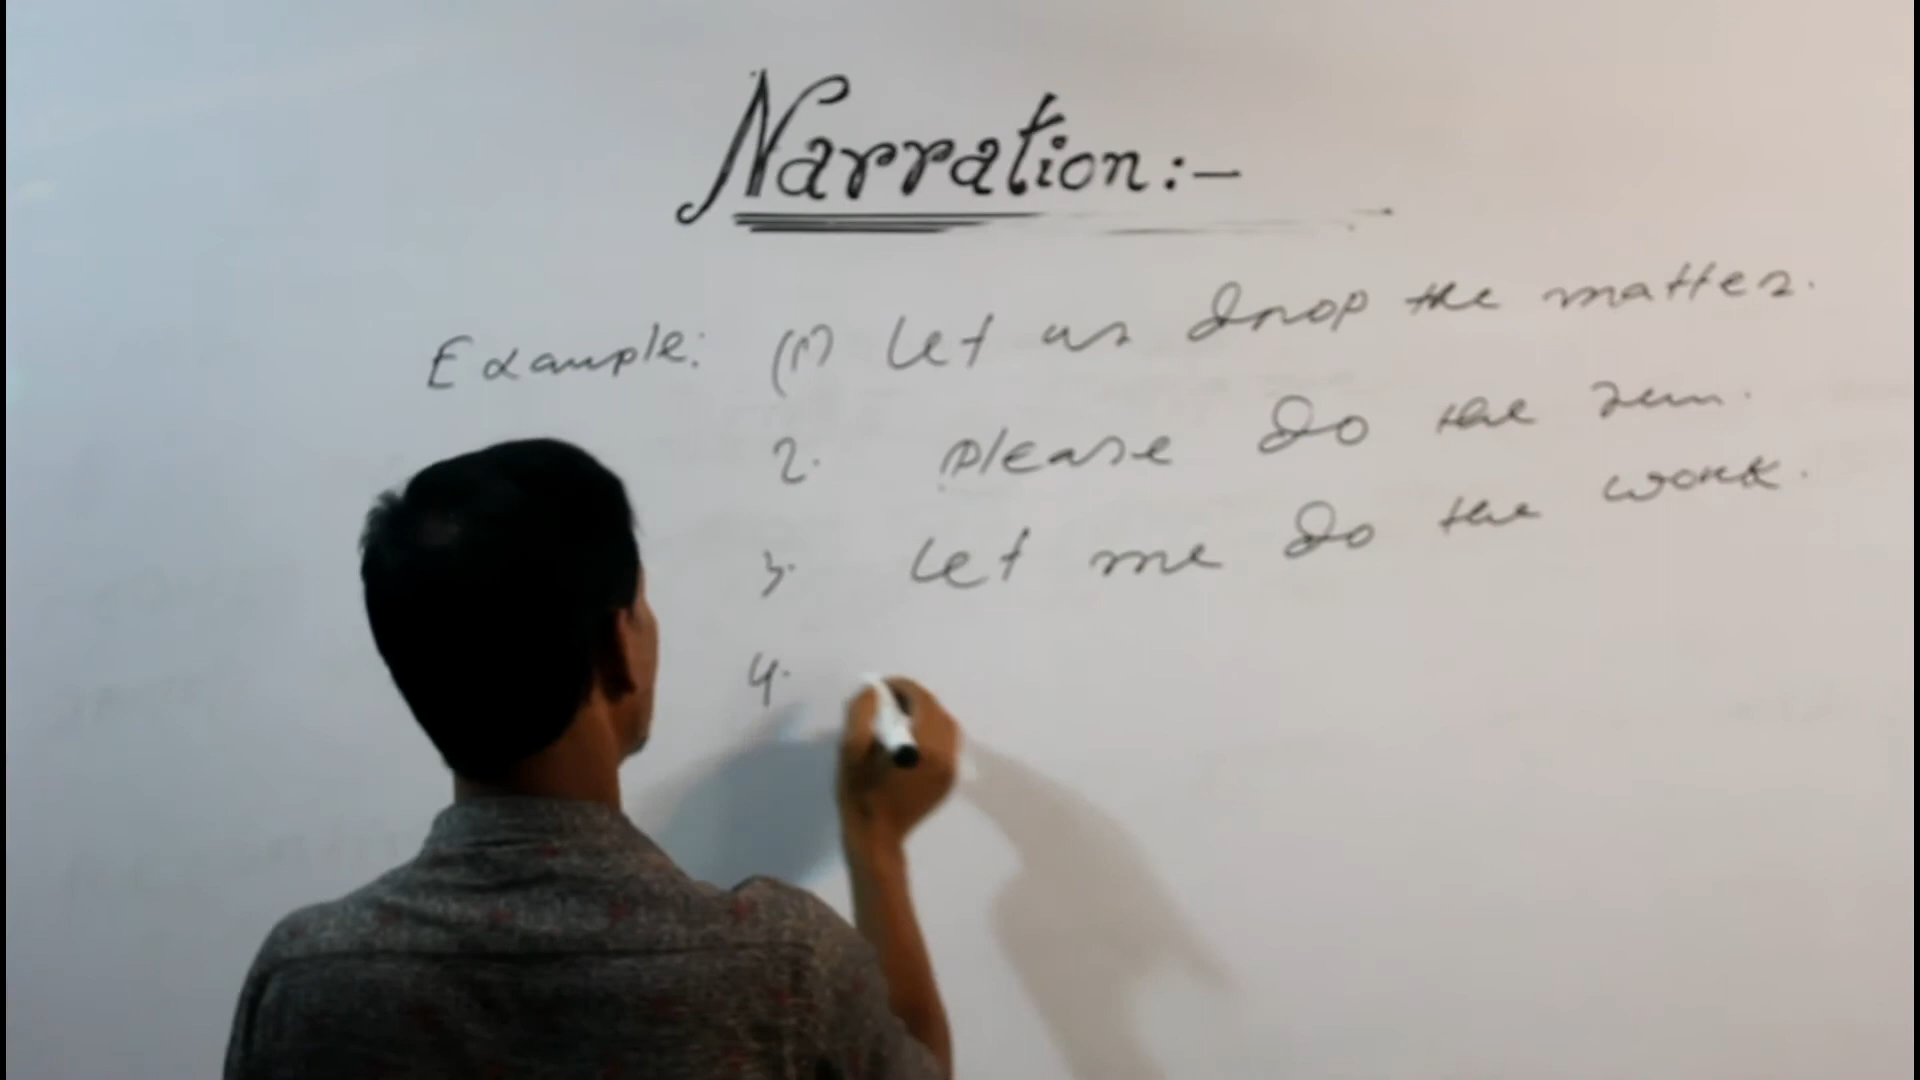 Narration:-
Example: (1) Let us drop the matter.
2. please do the sum.
3. Let me do the work.
4.